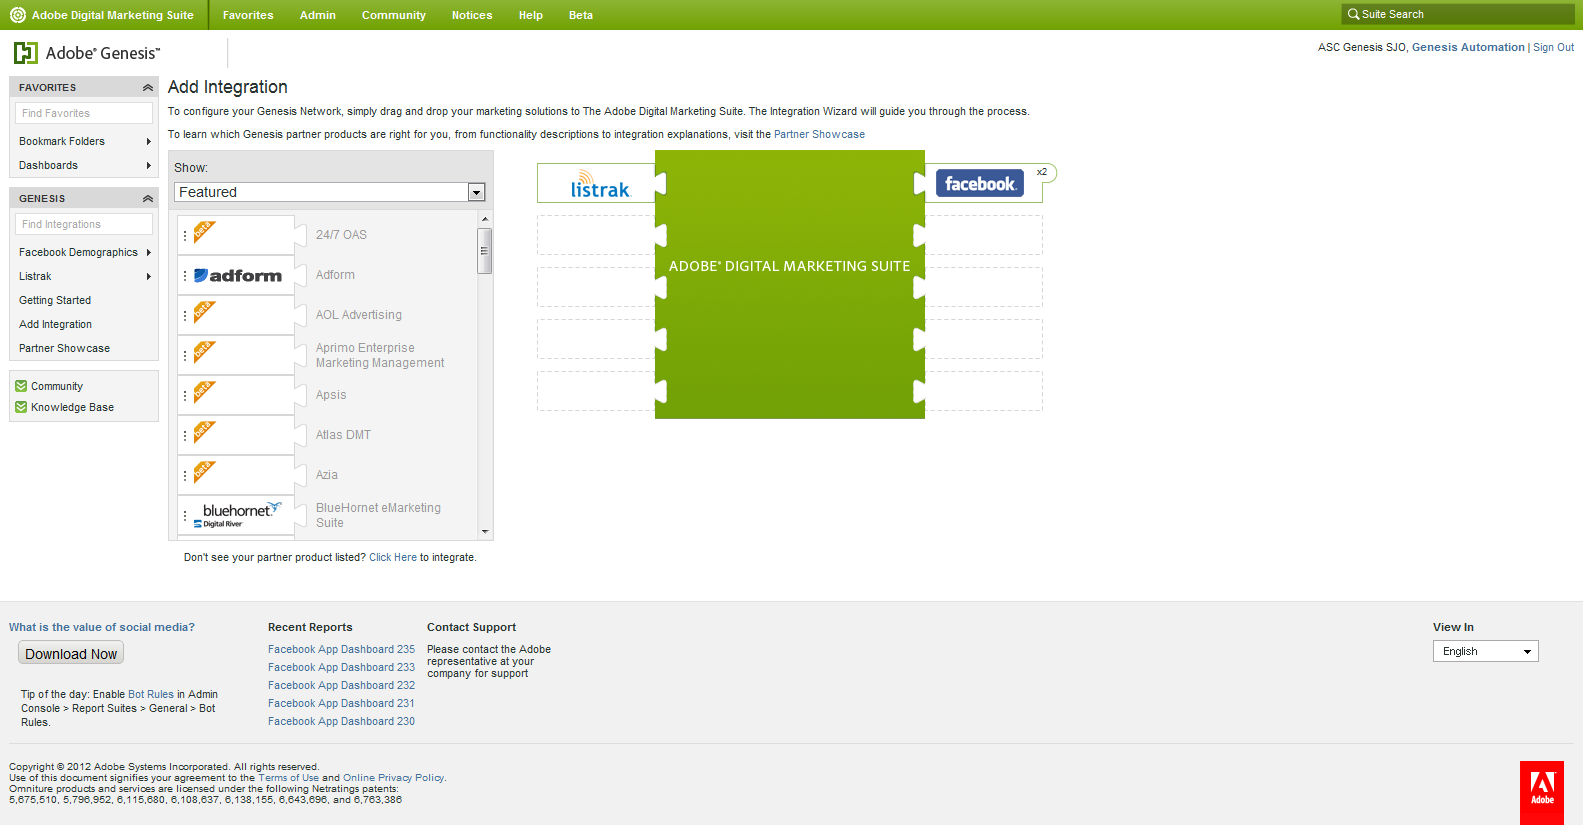 Adobe Digital Marketing Suite Favorites Admin Community Notices Help Beta Suite Search
Adobe® Genesis™
ASC Genesis SJO, Genesis Automation | Sign Out
FAVORITES
Find Favorites
Bookmark Folders
Dashboards
GENESIS
Find Integrations
Facebook Demographics
Listrak
Getting Started
Add Integration
Partner Showcase
Community
Knowledge Base
Add Integration
To configure your Genesis Network, simply drag and drop your marketing solutions to The Adobe Digital Marketing Suite. The Integration Wizard will guide you through the process.
To learn which Genesis partner products are right for you, from functionality descriptions to integration explanations, visit the Partner Showcase
Show:
Featured
beta 24/7 OAS
adform Adform
beta AOL Advertising
beta Aprimo Enterprise
Marketing Management
beta Apsis
beta Atlas DMT
beta Azia
bluehornet
Digital River
BlueHornet eMarketing
Suite
Don't see your partner product listed? Click Here to integrate.
listrak
ADOBE® DIGITAL MARKETING SUITE
facebook.
x2
What is the value of social media?
Download Now
Tip of the day: Enable Bot Rules in Admin
Console > Report Suites > General > Bot
Rules.
Recent Reports
Facebook App Dashboard 235
Facebook App Dashboard 233
Facebook App Dashboard 232
Facebook App Dashboard 231
Facebook App Dashboard 230
Contact Support
Please contact the Adobe
representative at your
company for support
View In
English
Copyright © 2012 Adobe Systems Incorporated. All rights reserved.
Use of this document signifies your agreement to the Terms of Use and Online Privacy Policy.
Omniture products and services are licensed under the following Netratings patents:
5,675,510, 5,796,952, 6,115,680, 6,108,637, 6,138,155, 6,643,696, and 6,763,386
Adobe